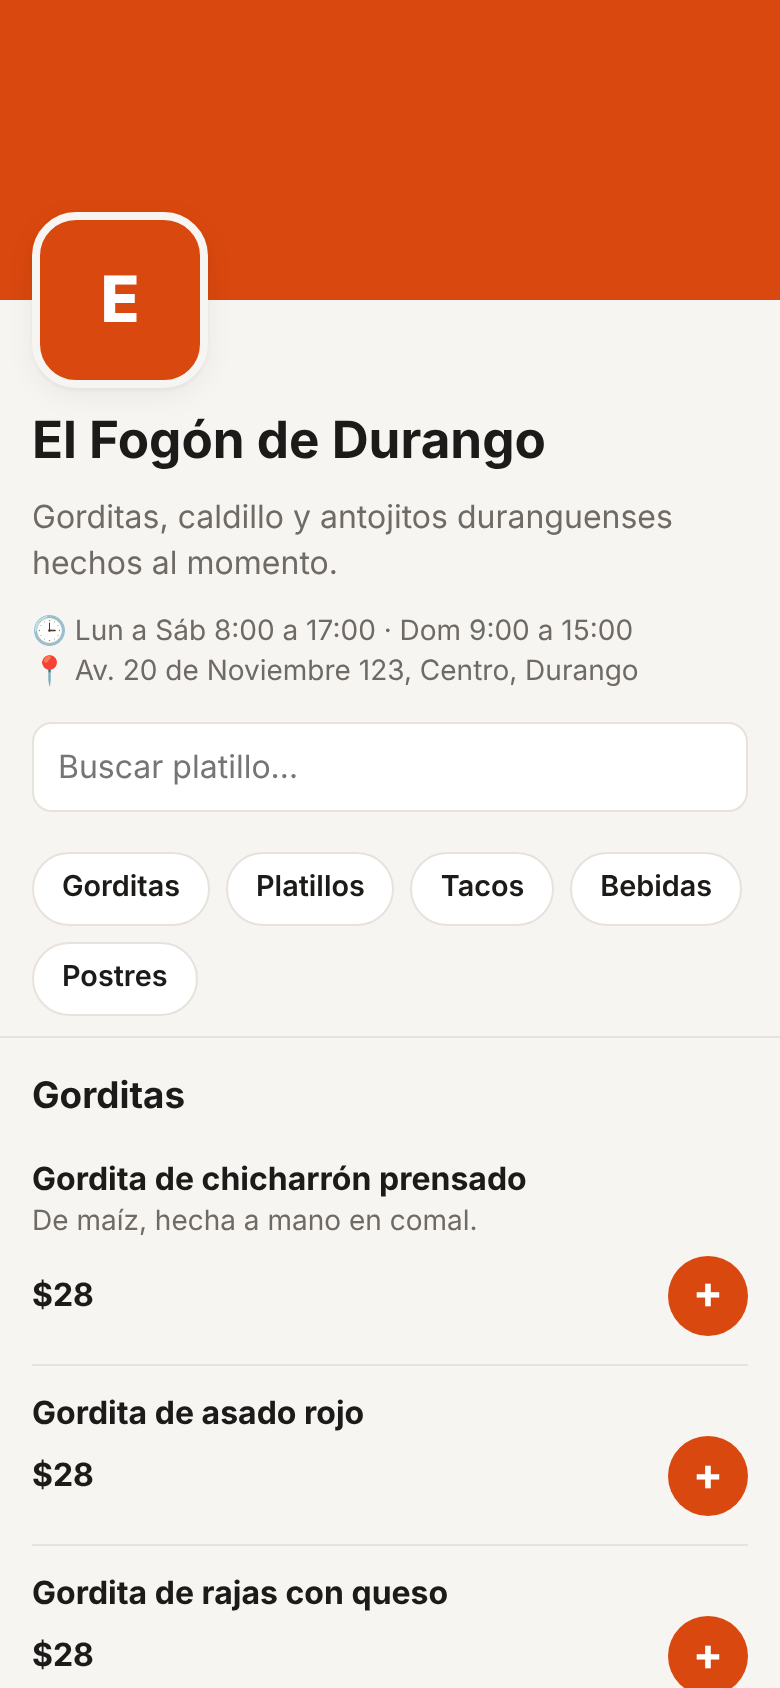 E
El Fogón de Durango
Gorditas, caldillo y antojitos duranguenses
hechos al momento.
🕒 Lun a Sáb 8:00 a 17:00 · Dom 9:00 a 15:00
📍 Av. 20 de Noviembre 123, Centro, Durango
Buscar platillo...
Gorditas Platillos Tacos Bebidas
Postres
Gorditas
Gordita de chicharrón prensado
De maíz, hecha a mano en comal.
$28 +
Gordita de asado rojo
$28 +
Gordita de rajas con queso
$28 +